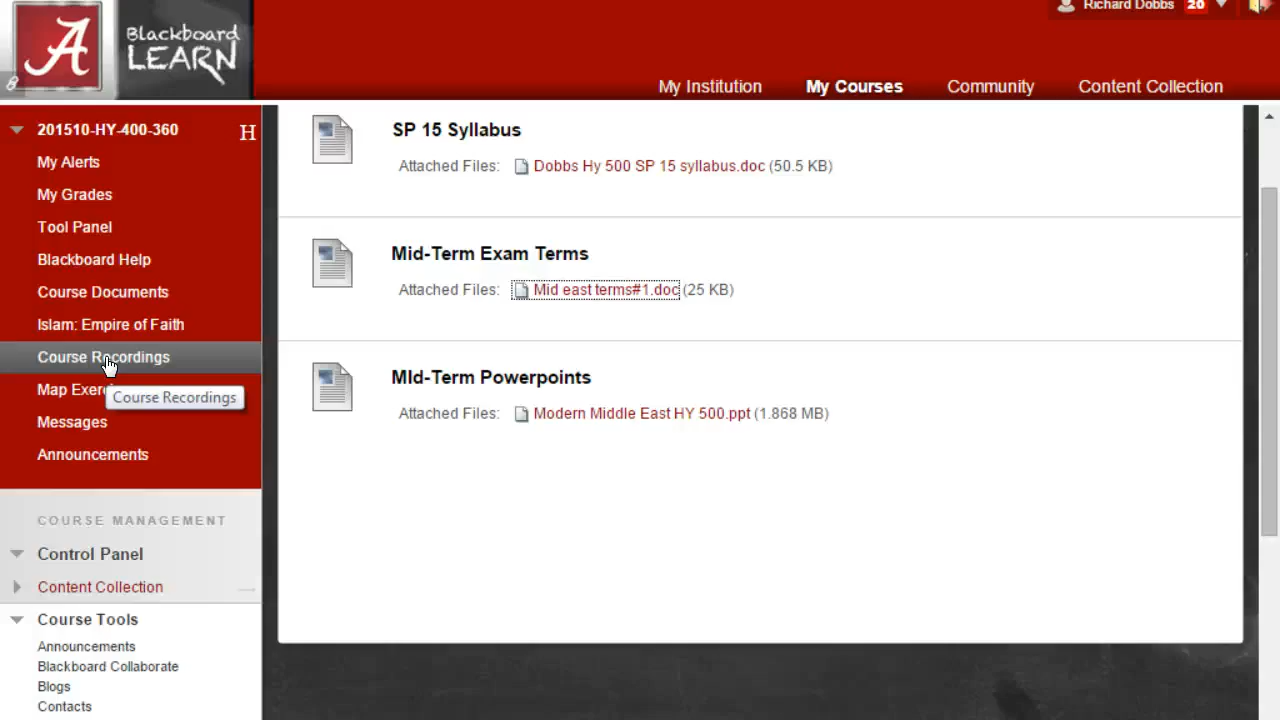 Richard Dobbs 20
A
Blackboard
LEARN
My Institution My Courses Community Content Collection
201510-HY-400-360 H
My Alerts
My Grades
Tool Panel
Blackboard Help
Course Documents
Islam: Empire of Faith
Course Recordings
Course Recordings
Messages
Announcements
COURSE MANAGEMENT
Control Panel
Content Collection
Course Tools
Announcements
Blackboard Collaborate
Blogs
Contacts
SP 15 Syllabus
Attached Files: Dobbs Hy 500 SP 15 syllabus.doc (50.5 KB)
Mid-Term Exam Terms
Attached Files: Mid east terms#1.doc (25 KB)
MId-Term Powerpoints
Attached Files: Modern Middle East HY 500.ppt (1.868 MB)